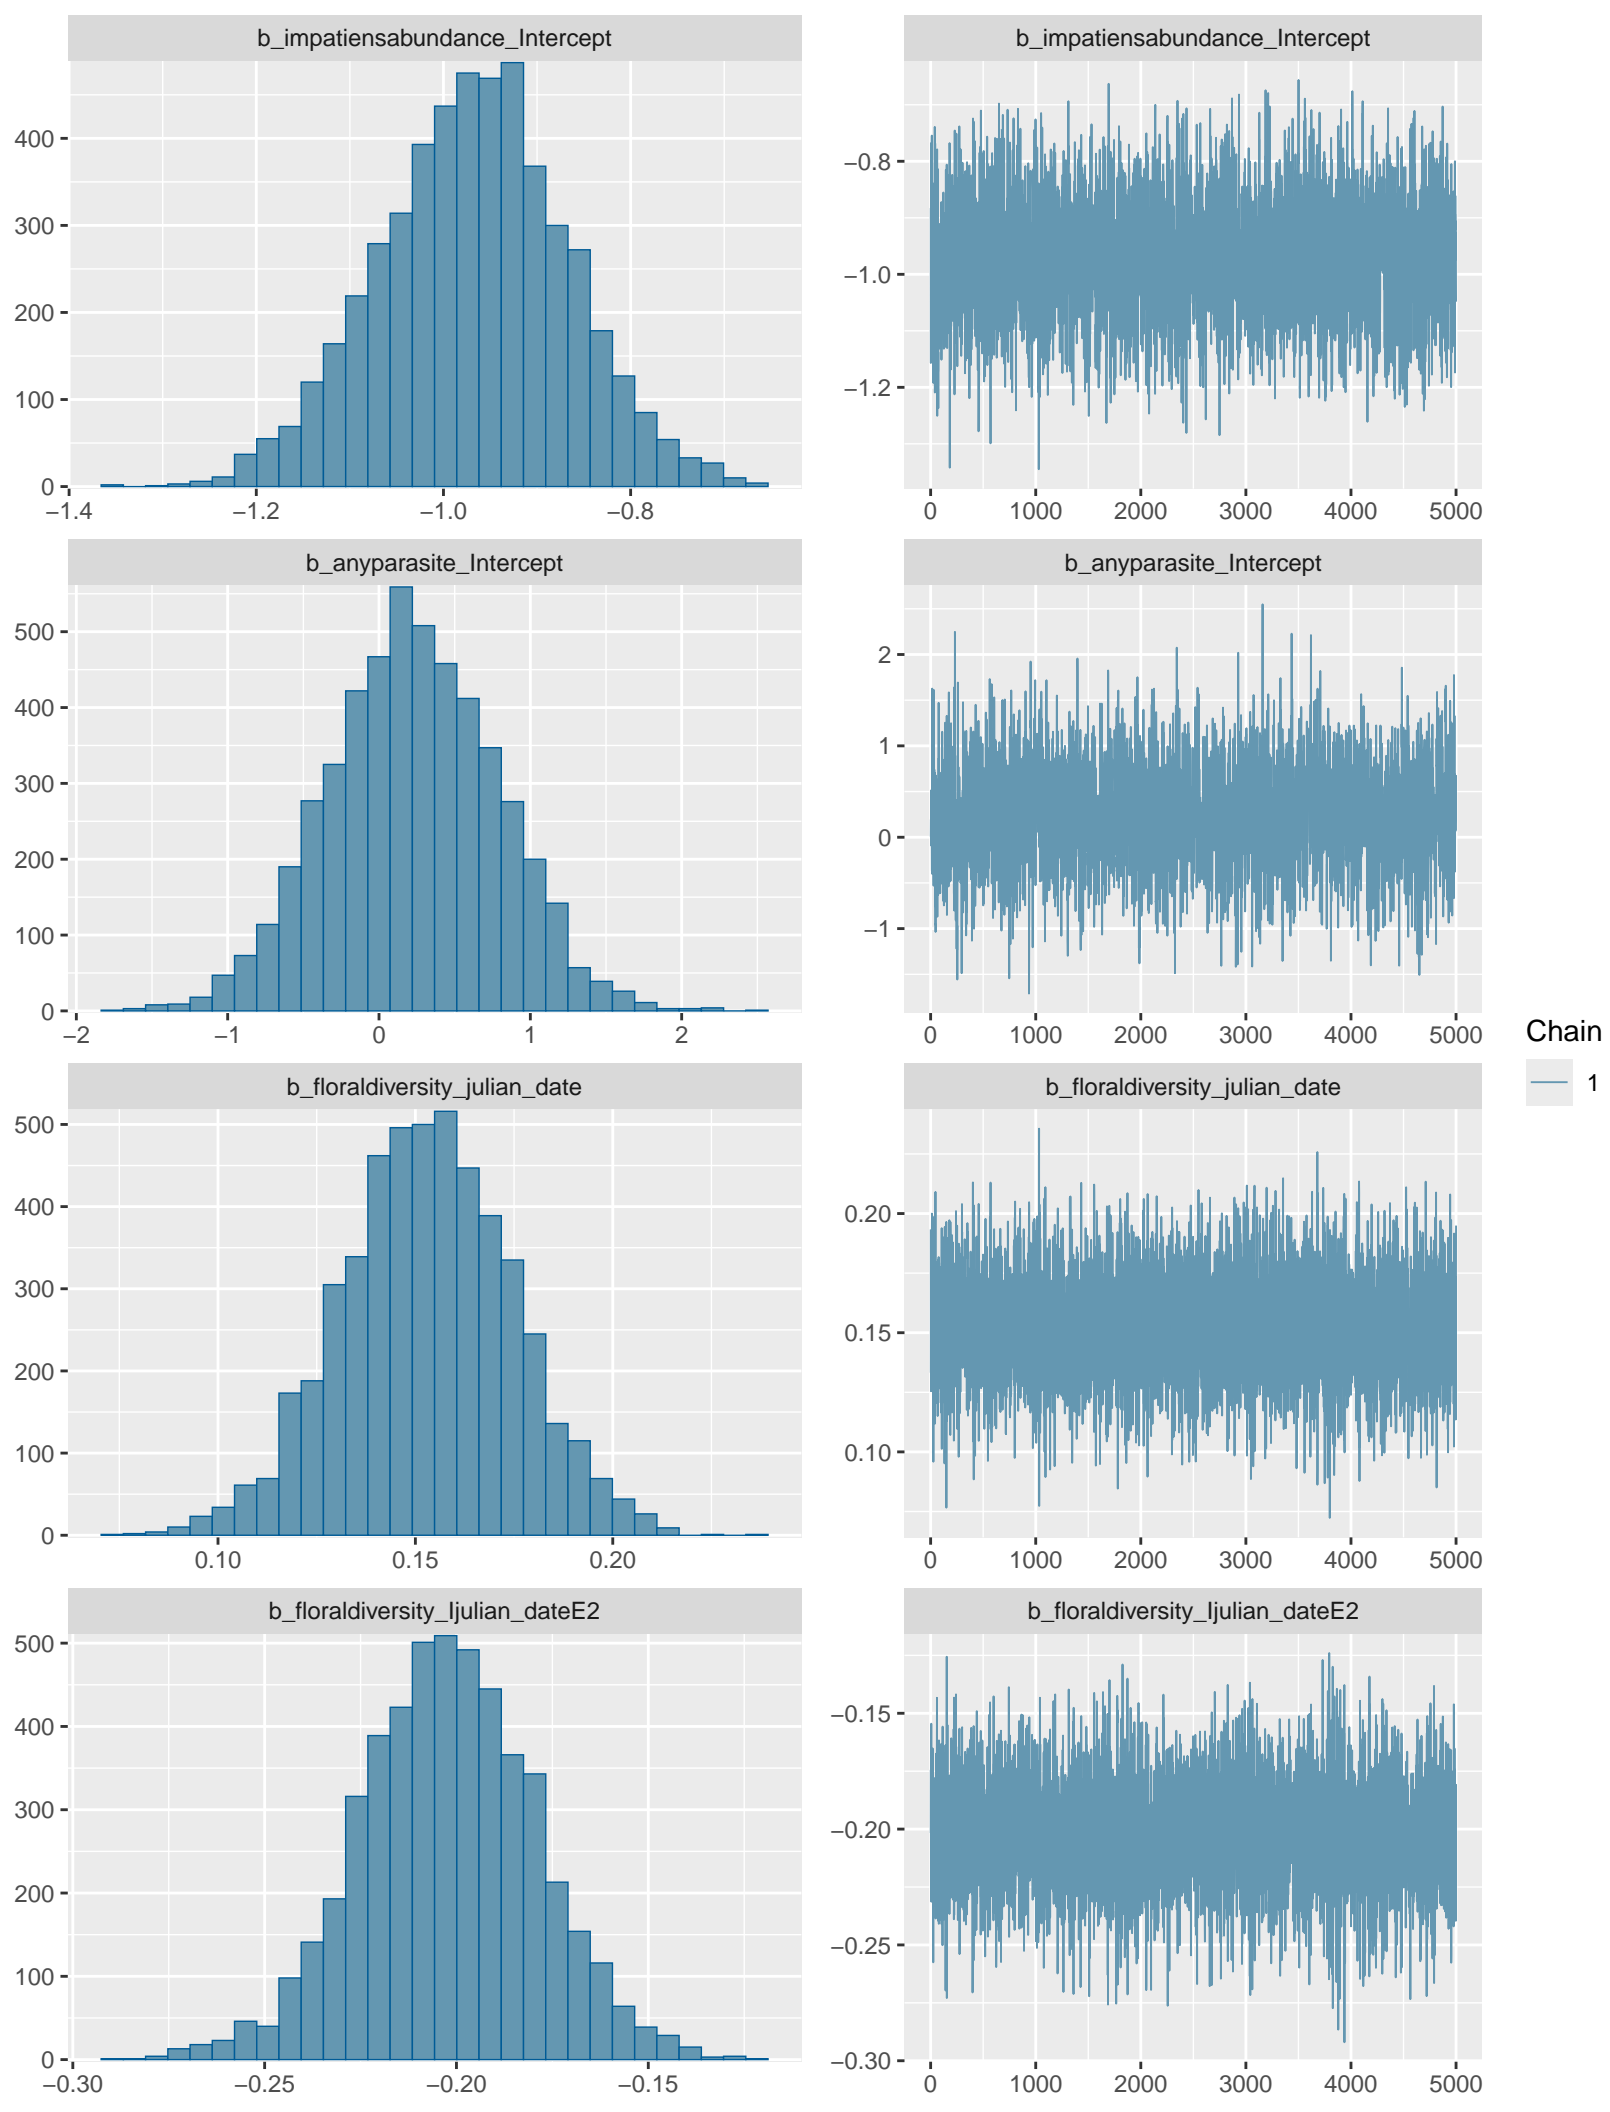 b_impatiensabundance_Intercept
b_impatiensabundance_Intercept
400
300
200
100
0
−1.4 −1.2 −1.0 −0.8
−0.8
−1.0
−1.2
0 1000 2000 3000 4000 5000
b_anyparasite_Intercept
b_anyparasite_Intercept
500
400
300
200
100
0
−2 −1 0 1 2
2
1
0
−1
0 1000 2000 3000 4000 5000
b_floraldiversity_julian_date
b_floraldiversity_julian_date
500
400
300
200
100
0
0.10 0.15 0.20
0.20
0.15
0.10
0 1000 2000 3000 4000 5000
b_floraldiversity_Ijulian_dateE2
b_floraldiversity_Ijulian_dateE2
500
400
300
200
100
0
−0.30 −0.25 −0.20 −0.15
−0.15
−0.20
−0.25
−0.30
0 1000 2000 3000 4000 5000
Chain
1